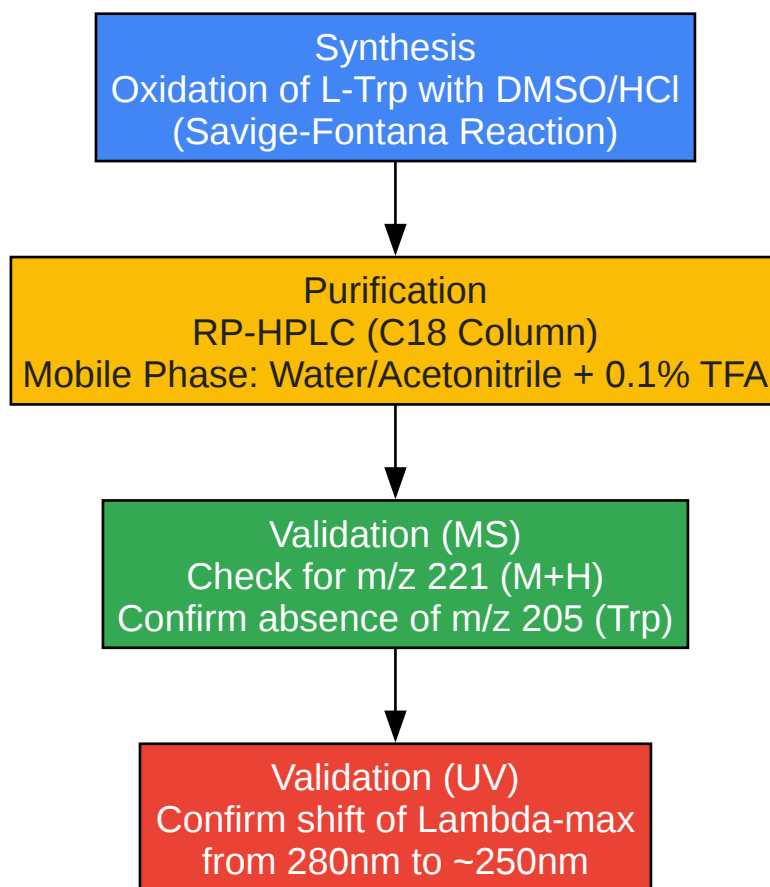 Synthesis
Oxidation of L-Trp with DMSO/HCl
(Savige-Fontana Reaction)
Purification
RP-HPLC (C18 Column)
Mobile Phase: Water/Acetonitrile + 0.1% TFA
Validation (MS)
Check for m/z 221 (M+H)
Confirm absence of m/z 205 (Trp)
Validation (UV)
Confirm shift of Lambda-max
from 280nm to ~250nm